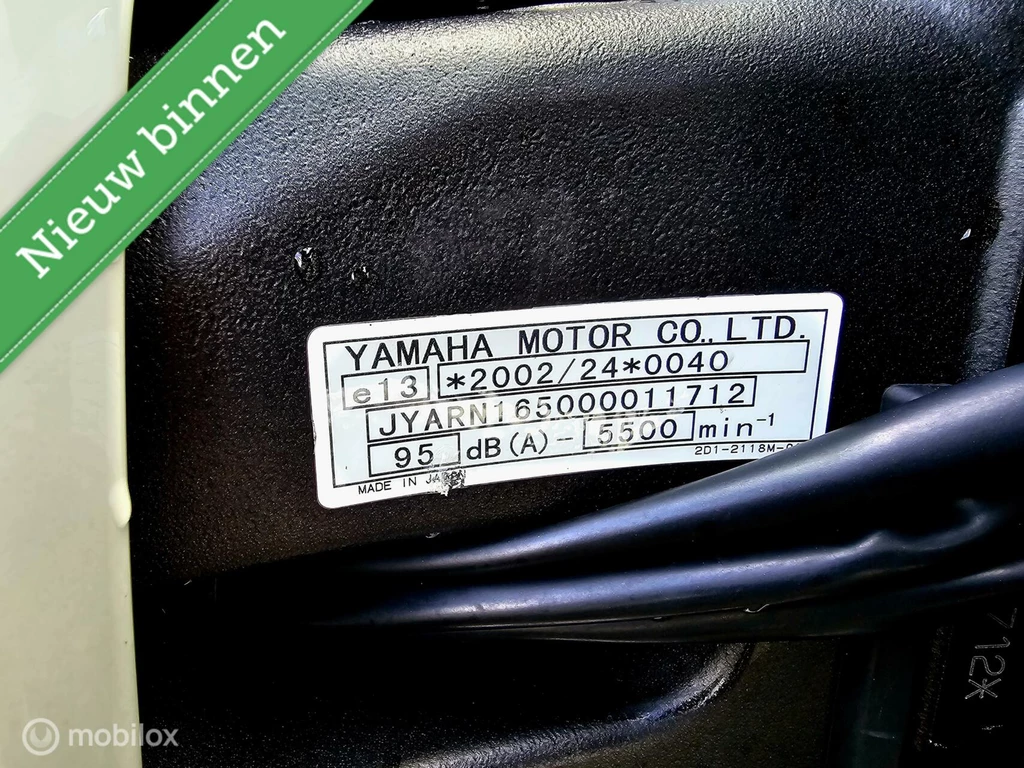 Nieuw binnen
YAMAHA MOTOR CO., LTD.
e13 *2002/24*0040
JYARN165000011712
95 dB(A) - 5500 min-1
MADE IN JAPAN
712*
mobilox